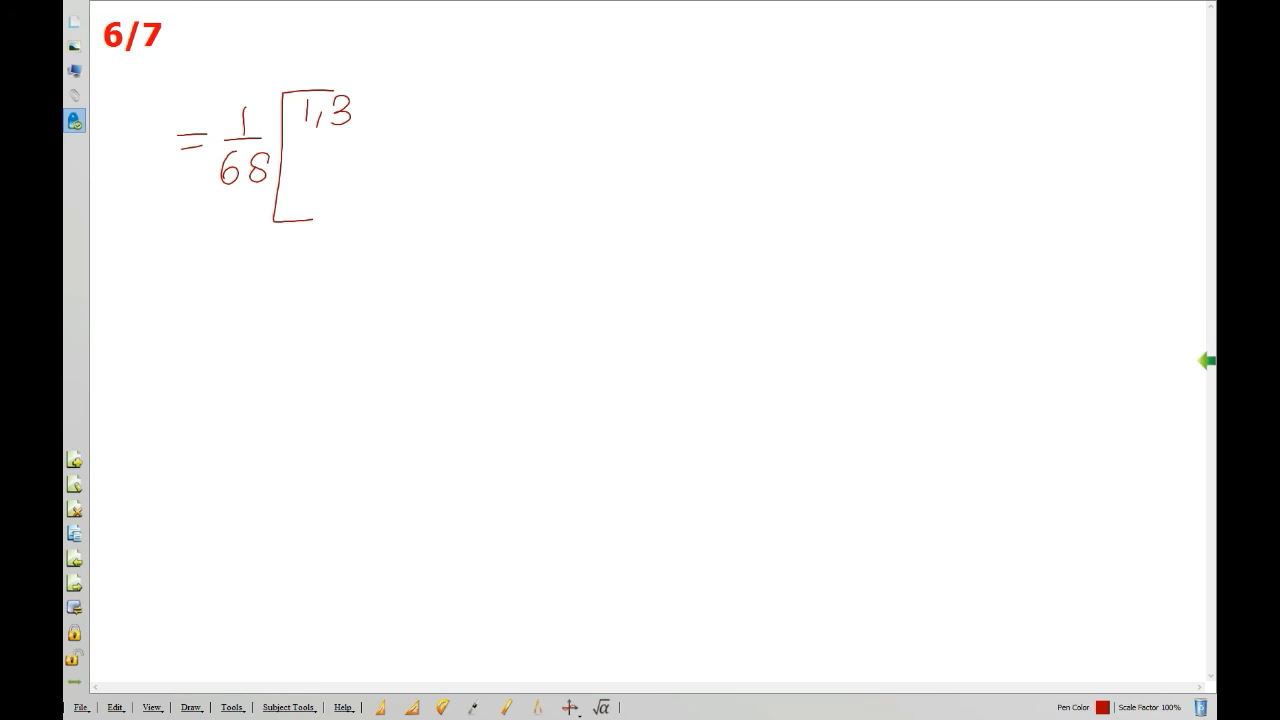 6/7
= 1/68 [ 1,3
File Edit View Draw Tools Subject Tools Help √α Pen Color Scale Factor 100%